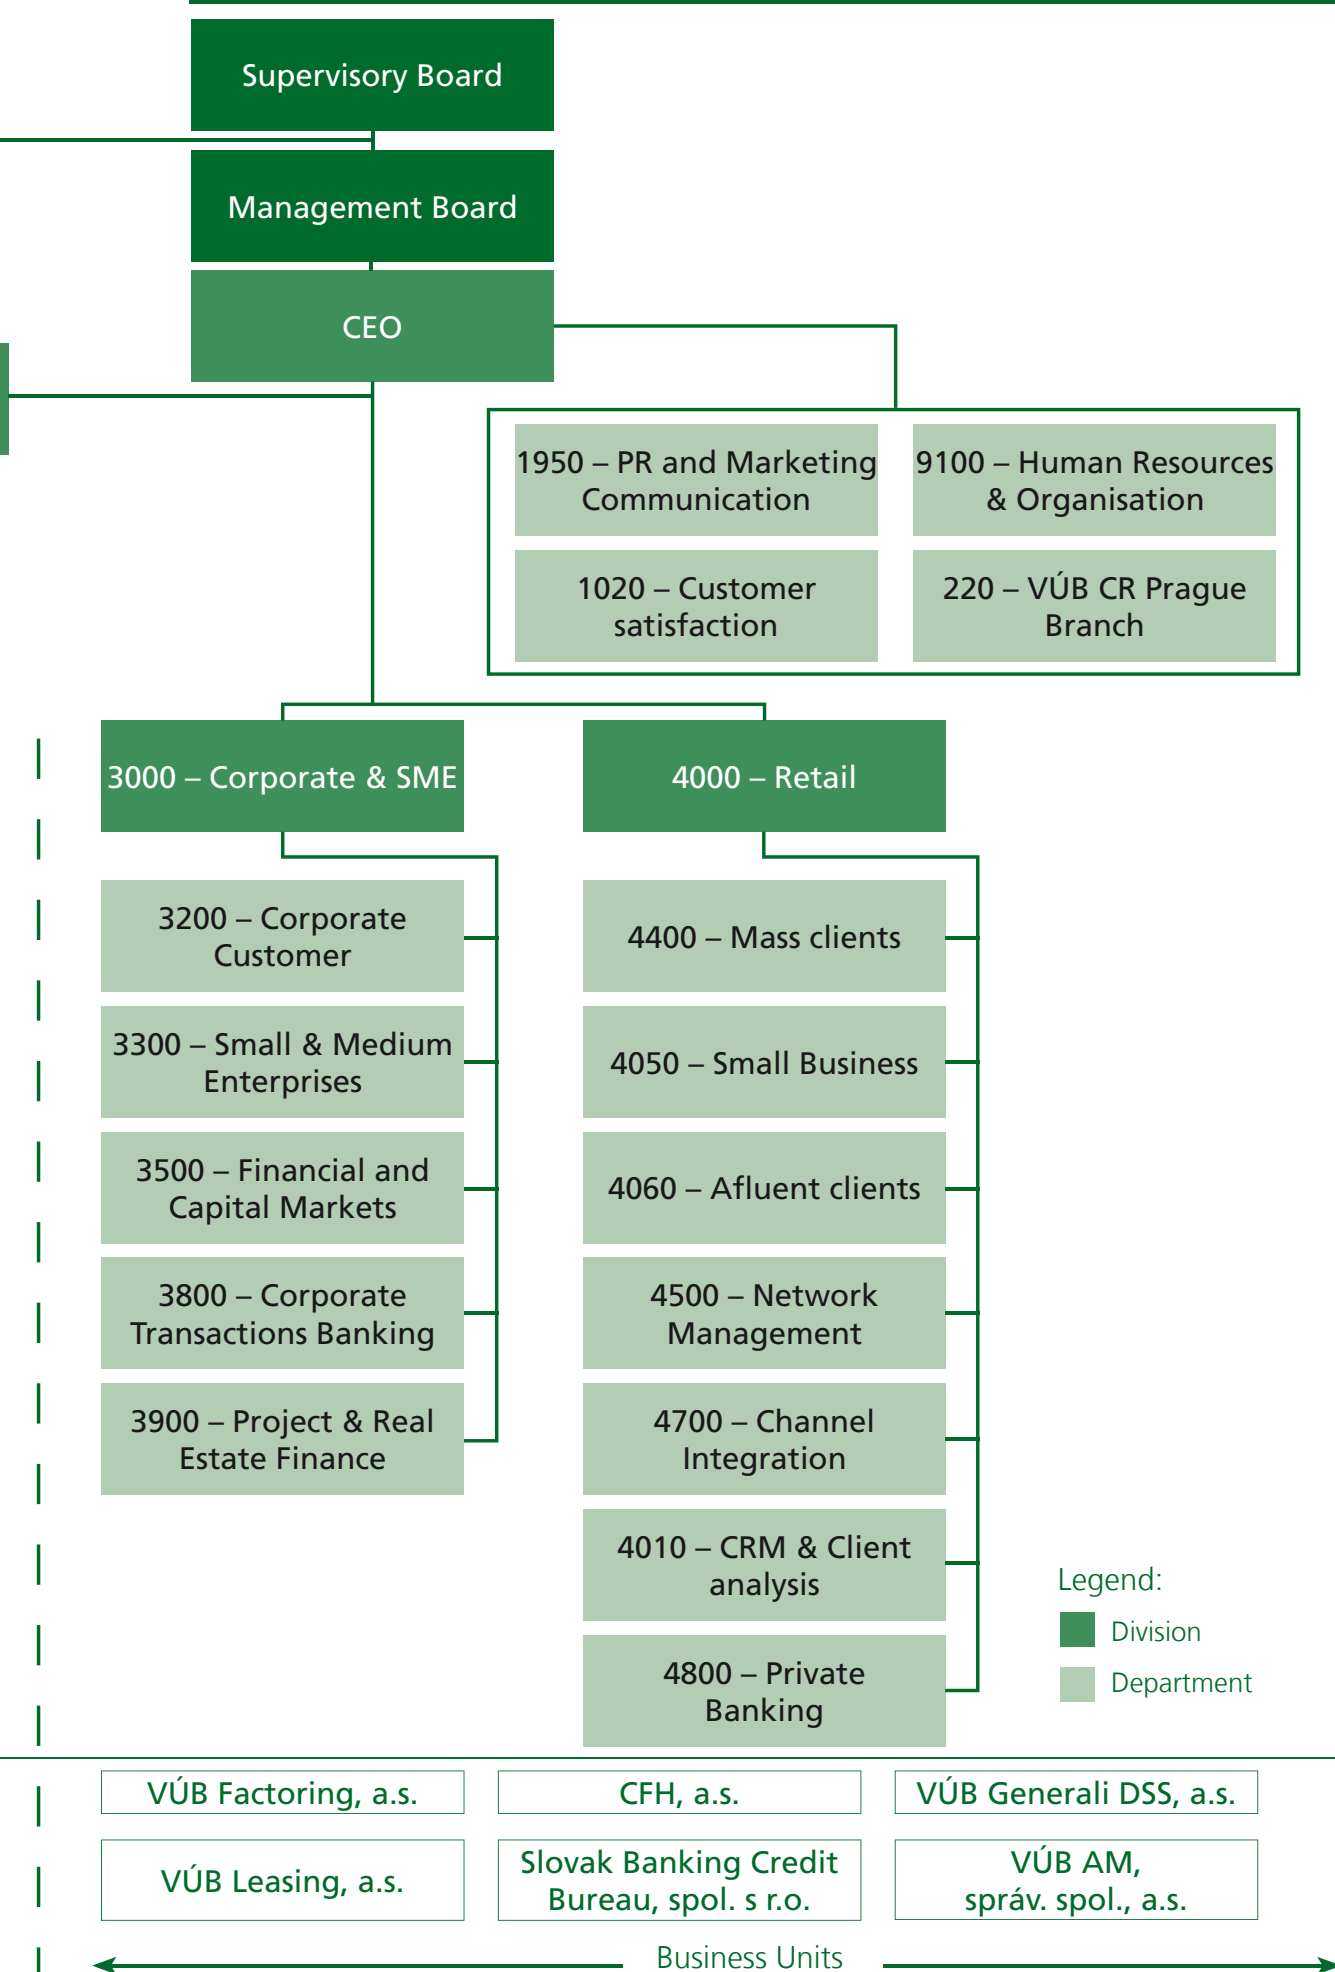 Supervisory Board
Management Board
CEO
1950 – PR and Marketing
Communication
9100 – Human Resources
& Organisation
1020 – Customer
satisfaction
220 – VÚB CR Prague
Branch
3000 – Corporate & SME
4000 – Retail
3200 – Corporate
Customer
3300 – Small & Medium
Enterprises
3500 – Financial and
Capital Markets
3800 – Corporate
Transactions Banking
3900 – Project & Real
Estate Finance
4400 – Mass clients
4050 – Small Business
4060 – Afluent clients
4500 – Network
Management
4700 – Channel
Integration
4010 – CRM & Client
analysis
4800 – Private
Banking
Legend:
Division
Department
VÚB Factoring, a.s.
CFH, a.s.
VÚB Generali DSS, a.s.
VÚB Leasing, a.s.
Slovak Banking Credit
Bureau, spol. s r.o.
VÚB AM,
správ. spol., a.s.
Business Units